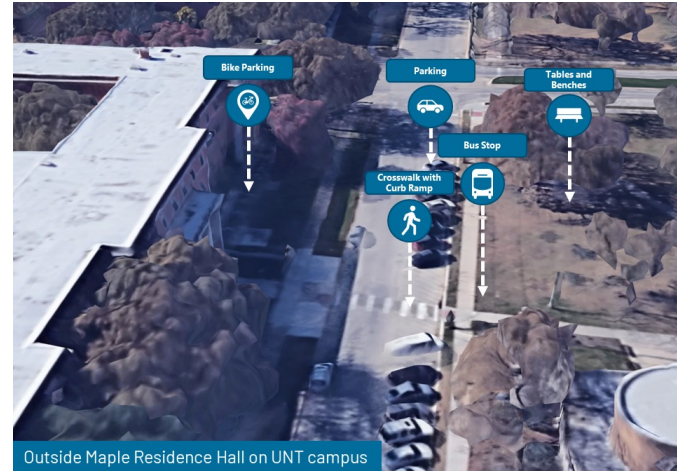 Bike Parking
Parking
Tables and
Benches
Bus Stop
Crosswalk with
Curb Ramp
Outside Maple Residence Hall on UNT campus